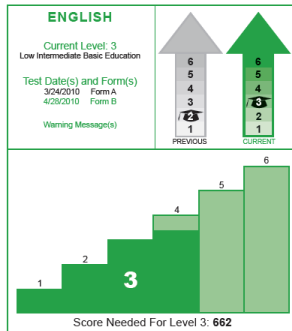 ENGLISH
Current Level: 3
Low Intermediate Basic Education
Test Date(s) and Form(s)
3/24/2010 Form A
4/28/2010 Form B
Warning Message(s)
6
5
4
3
2
1
PREVIOUS
6
5
4
3
2
1
CURRENT
1
2
3
4
5
6
Score Needed For Level 3: 662